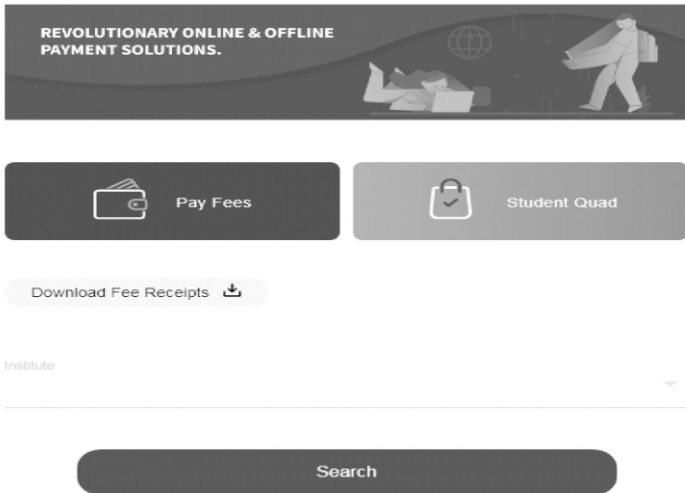 REVOLUTIONARY ONLINE & OFFLINE
PAYMENT SOLUTIONS.
Pay Fees
Student Quad
Download Fee Receipts
Institute
Search